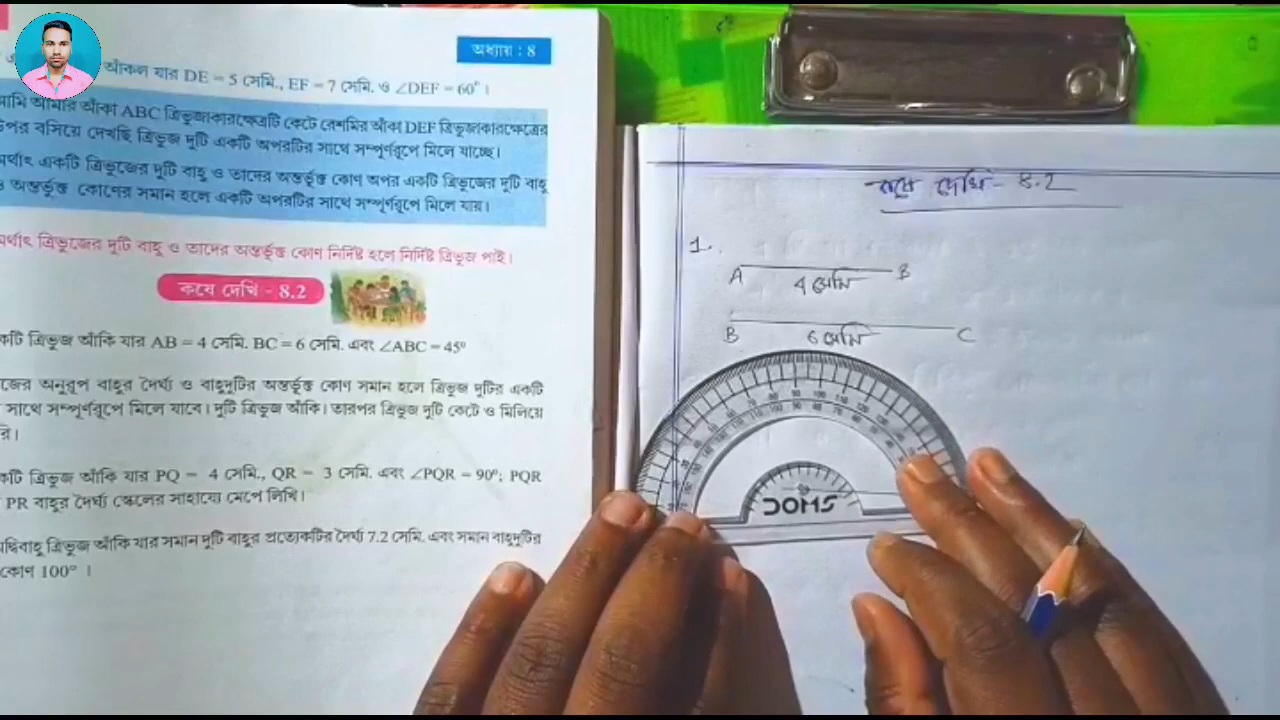 অধ্যায় : 8
আঁকল যার DE = 5 সেমি., EF = 7 সেমি. ও ∠DEF = 60° ।
আমি আমার আঁকা ABC ত্রিভুজাকারক্ষেত্রটি কেটে রেশমির আঁকা DEF ত্রিভুজাকারক্ষেত্রের
উপর বসিয়ে দেখছি ত্রিভুজ দুটি একটি অপরটির সাথে সম্পূর্ণরূপে মিলে যাচ্ছে।
অর্থাৎ একটি ত্রিভুজের দুটি বাহু ও তাদের অন্তর্ভুক্ত কোণ অপর একটি ত্রিভুজের দুটি বাহু
ও অন্তর্ভুক্ত কোণের সমান হলে একটি অপরটির সাথে সম্পূর্ণরূপে মিলে যায়।
অর্থাৎ ত্রিভুজের দুটি বাহু ও তাদের অন্তর্ভুক্ত কোণ নির্দিষ্ট হলে নির্দিষ্ট ত্রিভুজ পাই।
কষে দেখি - 8.2
কটি ত্রিভুজ আঁকি যার AB = 4 সেমি. BC = 6 সেমি. এবং ∠ABC = 45°
জের অনুরূপ বাহুর দৈর্ঘ্য ও বাহুদুটির অন্তর্ভুক্ত কোণ সমান হলে ত্রিভুজ দুটির একটি
সাথে সম্পূর্ণরূপে মিলে যাবে। দুটি ত্রিভুজ আঁকি। তারপর ত্রিভুজ দুটি কেটে ও মিলিয়ে
রি।
কটি ত্রিভুজ আঁকি যার PQ = 4 সেমি., QR = 3 সেমি. এবং ∠PQR = 90°; PQR
PR বাহুর দৈর্ঘ্য স্কেলের সাহায্যে মেপে লিখি।
দ্বিবাহু ত্রিভুজ আঁকি যার সমান দুটি বাহুর প্রত্যেকটির দৈর্ঘ্য 7.2 সেমি. এবং সমান বাহুদুটির
কোণ 100° ।
কষে দেখি - 8.2
1.
A B
4 সেমি
B C
6 সেমি
DOMS